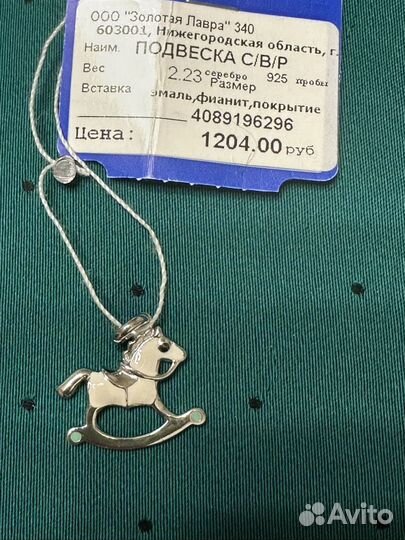 ООО "Золотая Лавра" 340
603001, Нижегородская область, г.
Наим. ПОДВЕСКА С/В/Р
Вес 2.23 серебро 925 пробы
Размер
Вставка эмаль,фианит,покрытие
4089196296
Цена: 1204.00 руб
Avito